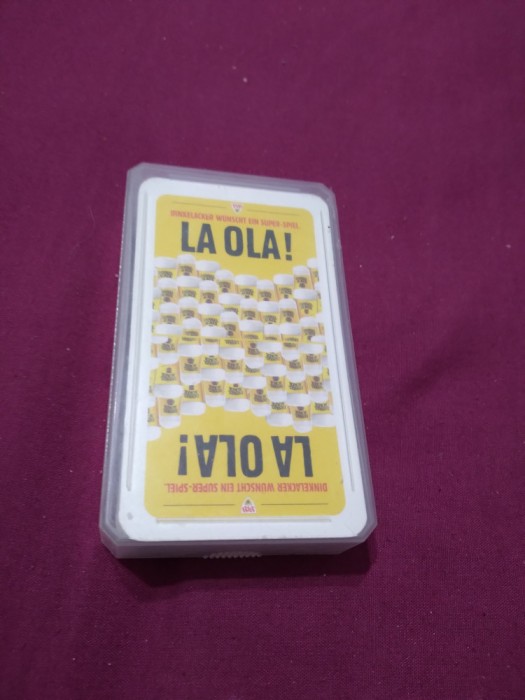 DINKELACKER WÜNSCHT EIN SUPER-SPIEL.
LA OLA!
LA OLA!
DINKELACKER WÜNSCHT EIN SUPER-SPIEL.